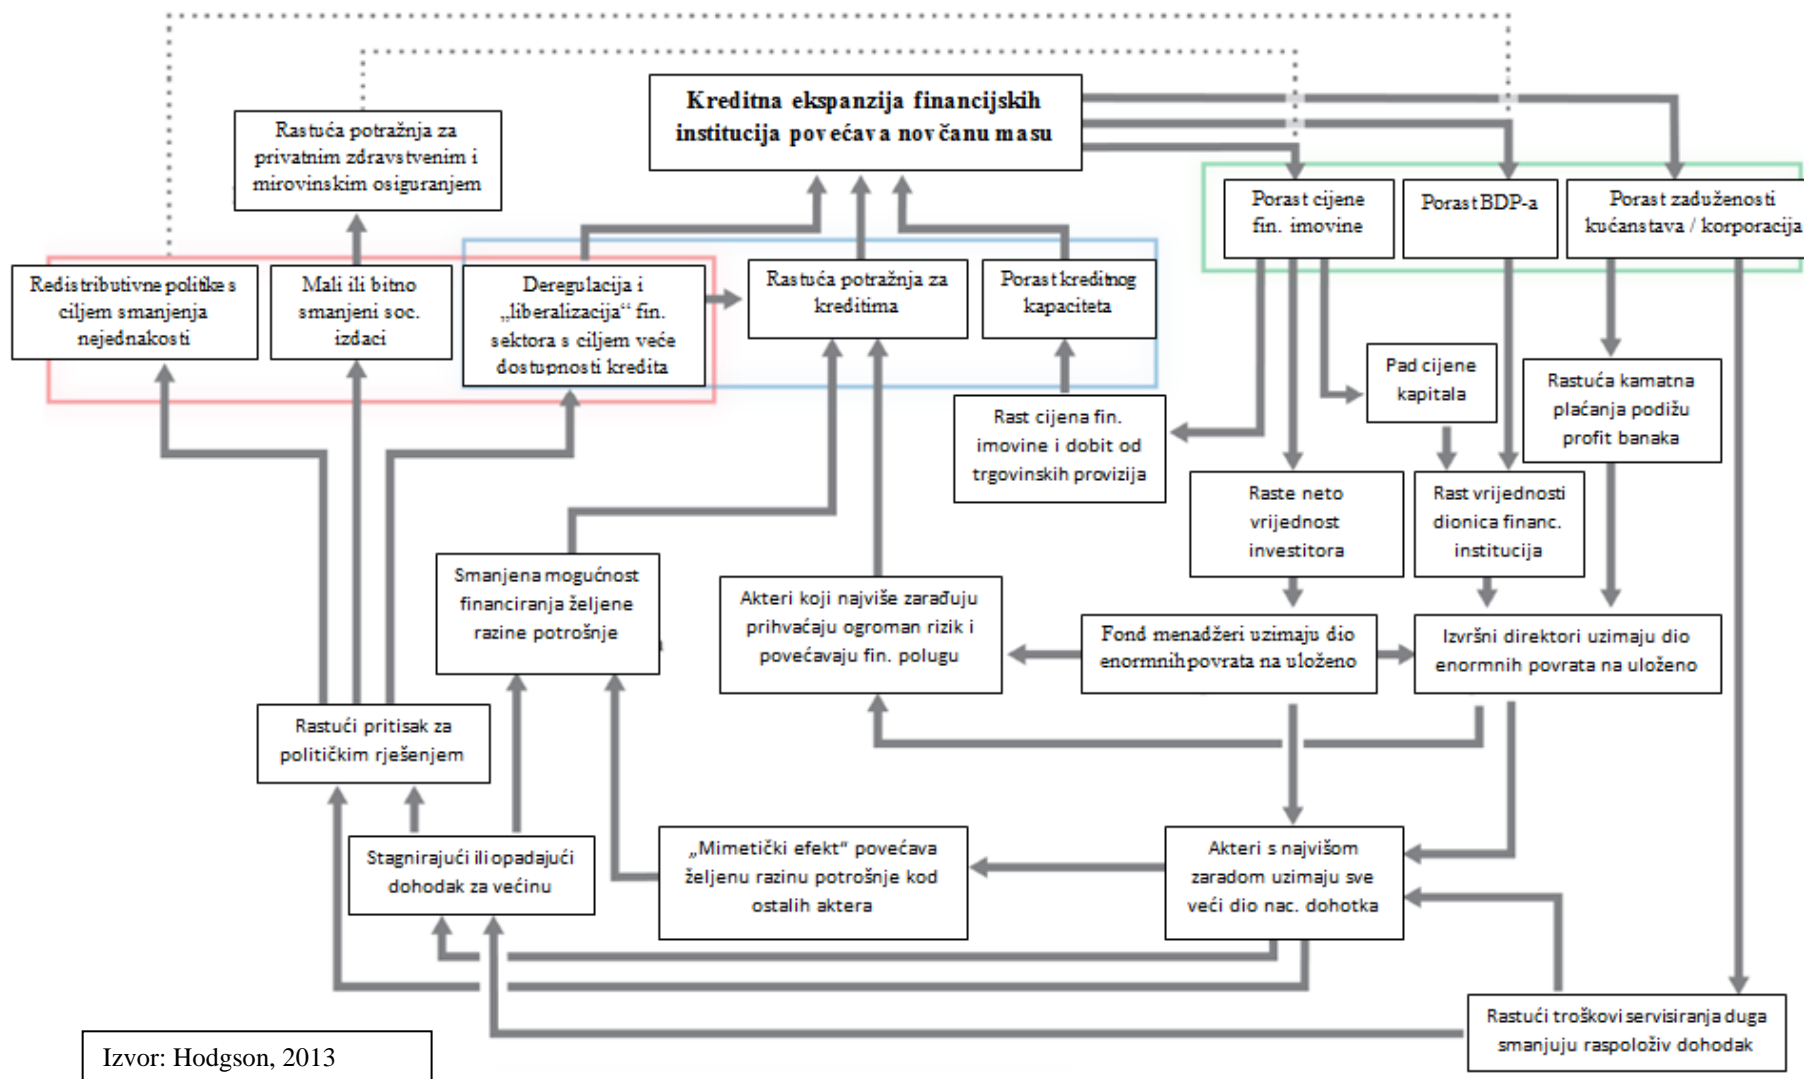 Kreditna ekspanzija financijskih
institucija povećava novčanu masu
Rastuća potražnja za
privatnim zdravstvenim i
mirovinskim osiguranjem
Porast cijene
fin. imovine
Porast BDP-a
Porast zaduženosti
kućanstava / korporacija
Redistributivne politike s
ciljem smanjenja
nejednakosti
Mali ili bitno
smanjeni soc.
izdaci
Deregulacija i
„liberalizacija“ fin.
sektora s ciljem veće
dostupnosti kredita
Rastuća potražnja za
kreditima
Porast kreditnog
kapaciteta
Pad cijene
kapitala
Rastuća kamatna
plaćanja podižu
profit banaka
Rast cijena fin.
imovine i dobit od
trgovinskih provizija
Raste neto
vrijednost
investitora
Rast vrijednosti
dionica financ.
institucija
Smanjena mogućnost
financiranja željene
razine potrošnje
Akteri koji najviše zarađuju
prihvaćaju ogroman rizik i
povećavaju fin. polugu
Fond menadžeri uzimaju dio
enormnih povrata na uloženo
Izvršni direktori uzimaju dio
enormnih povrata na uloženo
Rastući pritisak za
političkim rješenjem
Stagnirajući ili opadajući
dohodak za većinu
„Mimetički efekt“ povećava
željenu razinu potrošnje kod
ostalih aktera
Akteri s najvišom
zaradom uzimaju sve
veći dio nac. dohotka
Rastući troškovi servisiranja duga
smanjuju raspoloživ dohodak
Izvor: Hodgson, 2013